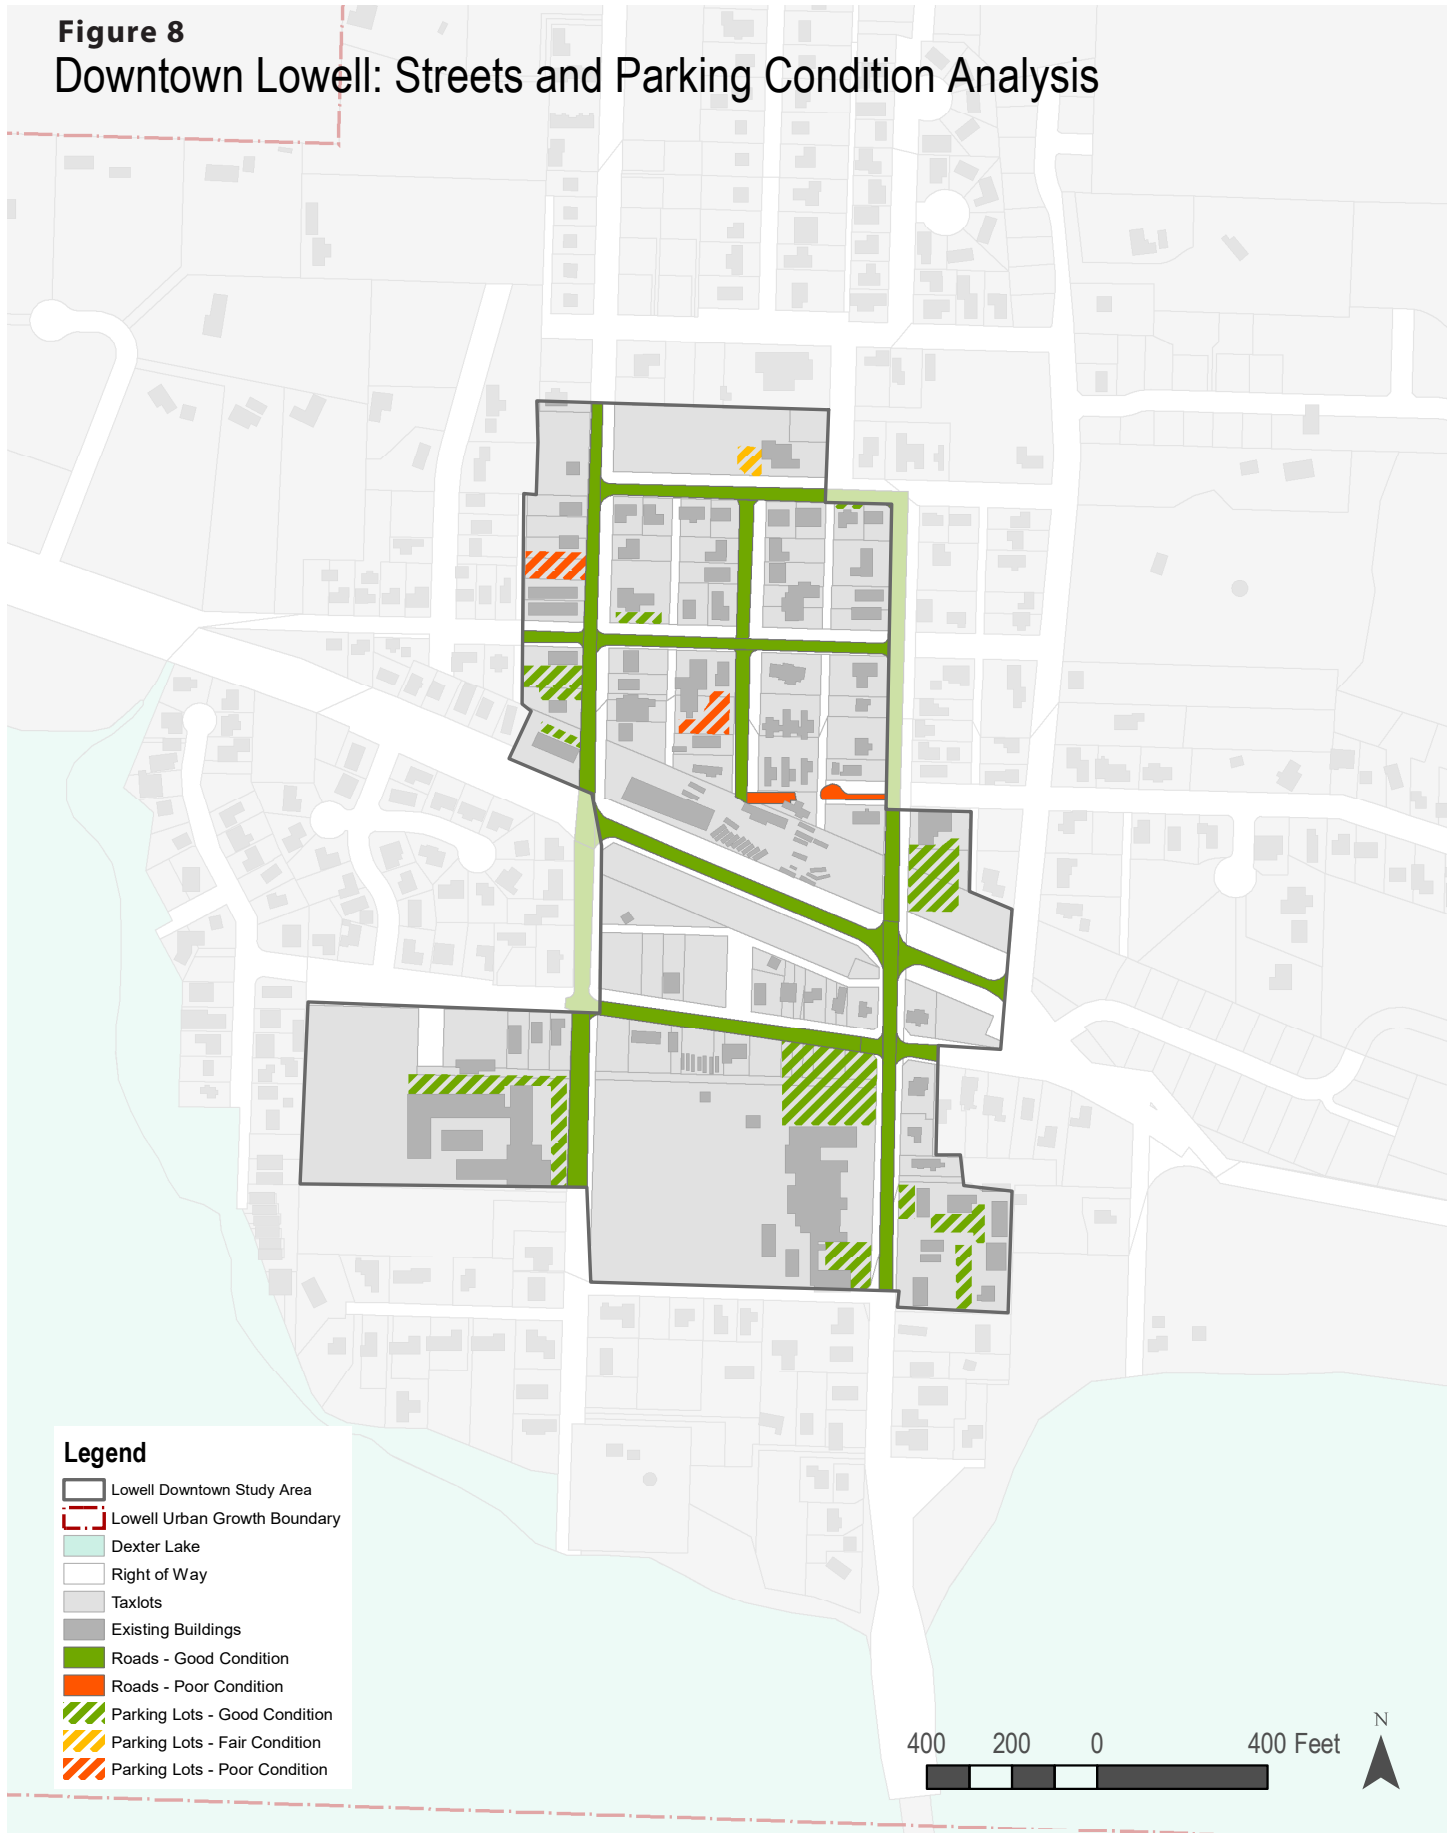 Figure 8
Downtown Lowell: Streets and Parking Condition Analysis
Legend
Lowell Downtown Study Area
Lowell Urban Growth Boundary
Dexter Lake
Right of Way
Taxlots
Existing Buildings
Roads - Good Condition
Roads - Poor Condition
Parking Lots - Good Condition
Parking Lots - Fair Condition
Parking Lots - Poor Condition
400 200 0 400 Feet
N